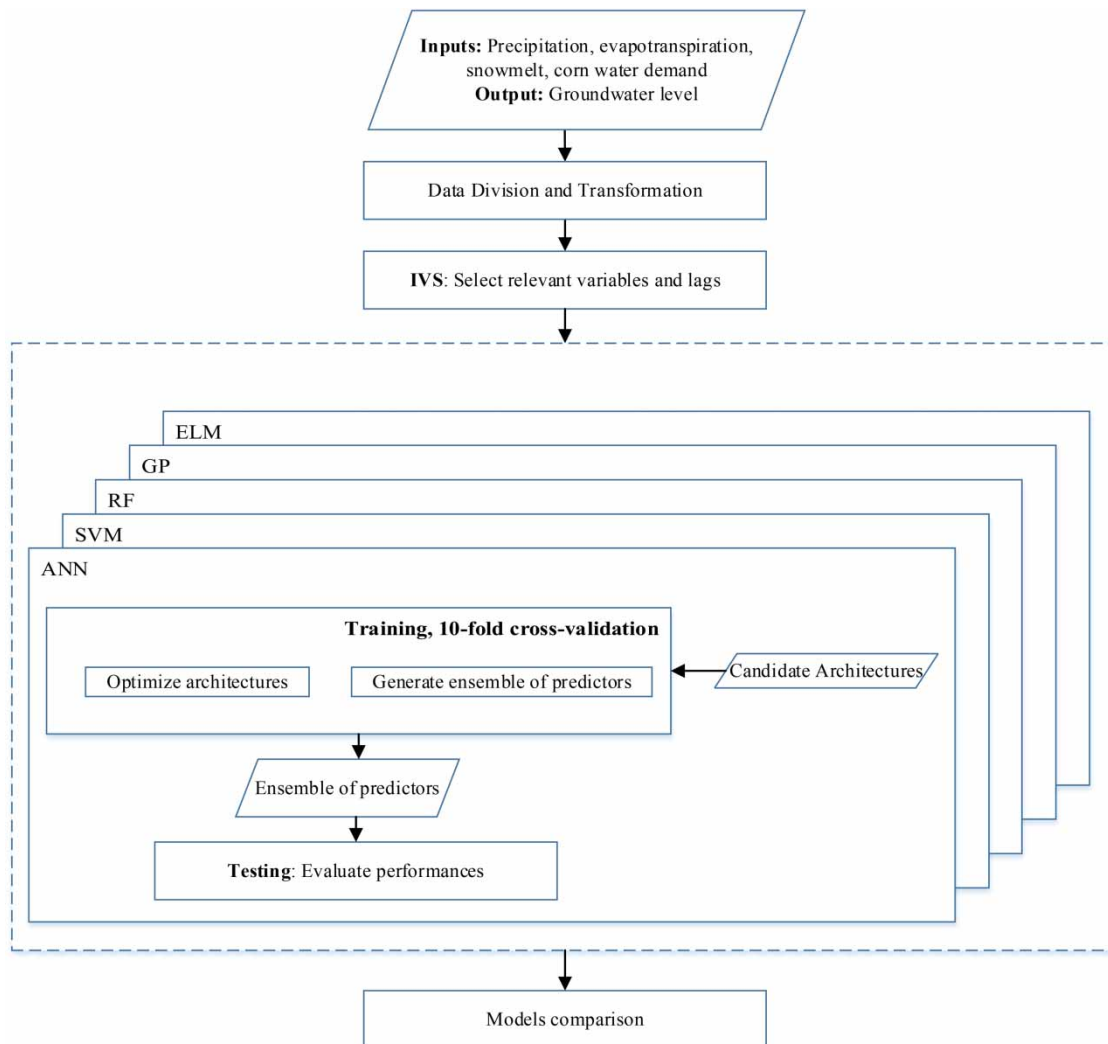 Inputs: Precipitation, evapotranspiration,
snowmelt, corn water demand
Output: Groundwater level
Data Division and Transformation
IVS: Select relevant variables and lags
ELM
GP
RF
SVM
ANN
Training, 10-fold cross-validation
Optimize architectures
Generate ensemble of predictors
Candidate Architectures
Ensemble of predictors
Testing: Evaluate performances
Models comparison